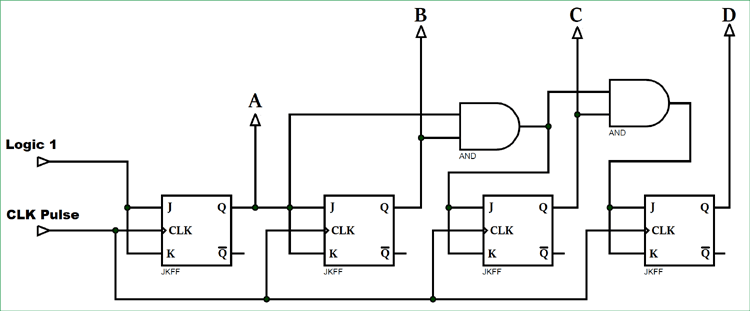 B
C
D
A
AND
AND
Logic 1
CLK Pulse
J Q
CLK
K Q̅
JKFF
J Q
CLK
K Q̅
JKFF
J Q
CLK
K Q̅
JKFF
J Q
CLK
K Q̅
JKFF